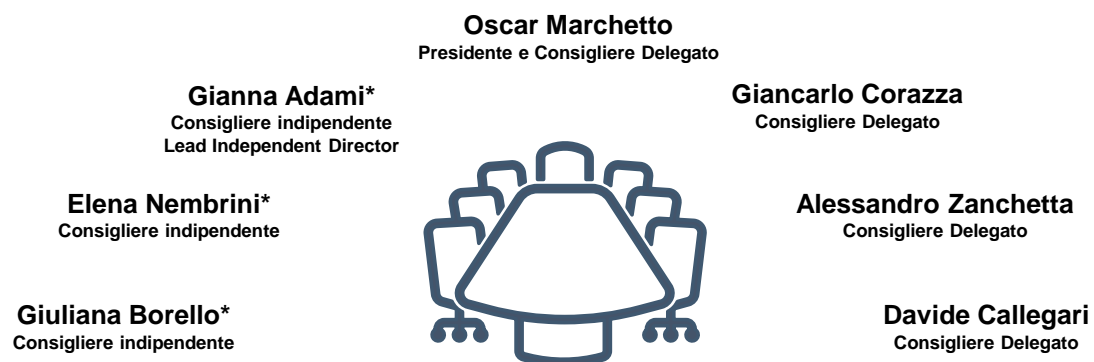 Oscar Marchetto
Presidente e Consigliere Delegato
Gianna Adami*
Consigliere indipendente
Lead Independent Director
Giancarlo Corazza
Consigliere Delegato
Elena Nembrini*
Consigliere indipendente
Alessandro Zanchetta
Consigliere Delegato
Giuliana Borello*
Consigliere indipendente
Davide Callegari
Consigliere Delegato